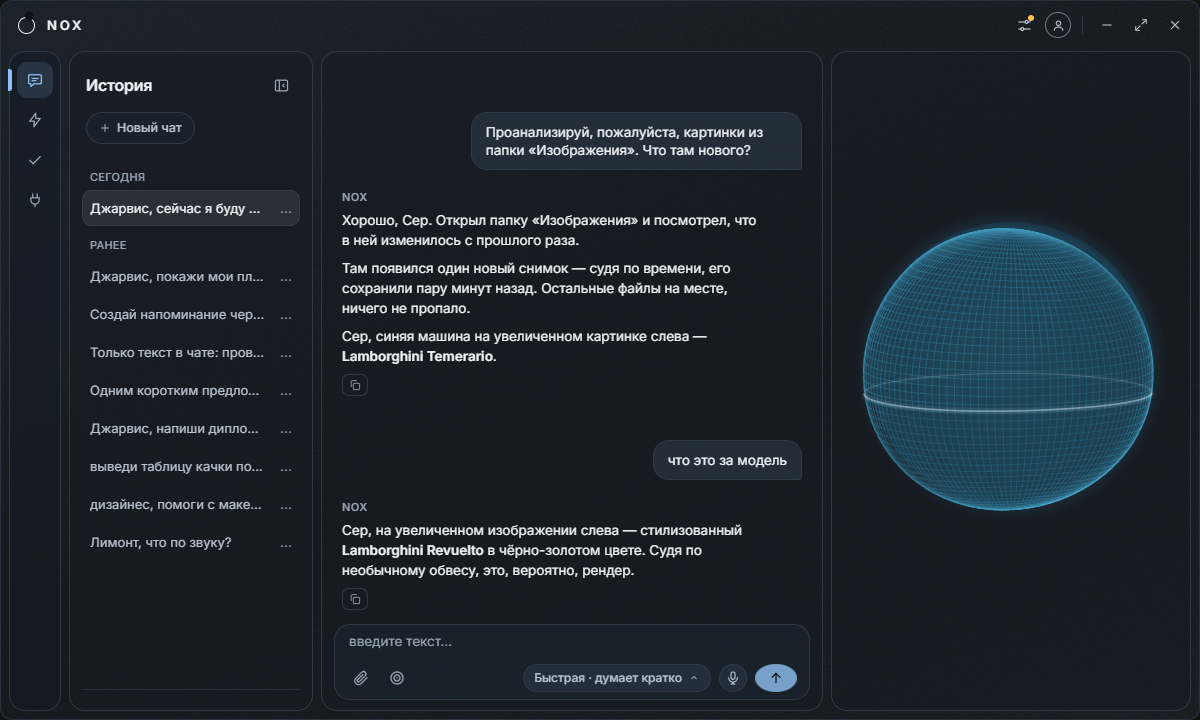 NOX
История
+ Новый чат
СЕГОДНЯ
Джарвис, сейчас я буду ...
РАНЕЕ
Джарвис, покажи мои пл...
Создай напоминание чер...
Только текст в чате: пров...
Одним коротким предло...
Джарвис, напиши дипло...
выведи таблицу качки по...
дизайнес, помоги с маке...
Лимонт, что по звуку?
Проанализируй, пожалуйста, картинки из
папки «Изображения». Что там нового?
NOX
Хорошо, Сер. Открыл папку «Изображения» и посмотрел, что
в ней изменилось с прошлого раза.
Там появился один новый снимок — судя по времени, его
сохранили пару минут назад. Остальные файлы на месте,
ничего не пропало.
Сер, синяя машина на увеличенном картинке слева —
Lamborghini Temerario.
что это за модель
NOX
Сер, на увеличенном изображении слева — стилизованный
Lamborghini Revuelto в чёрно-золотом цвете. Судя по
необычному обвесу, это, вероятно, рендер.
введите текст...
Быстрая · думает кратко